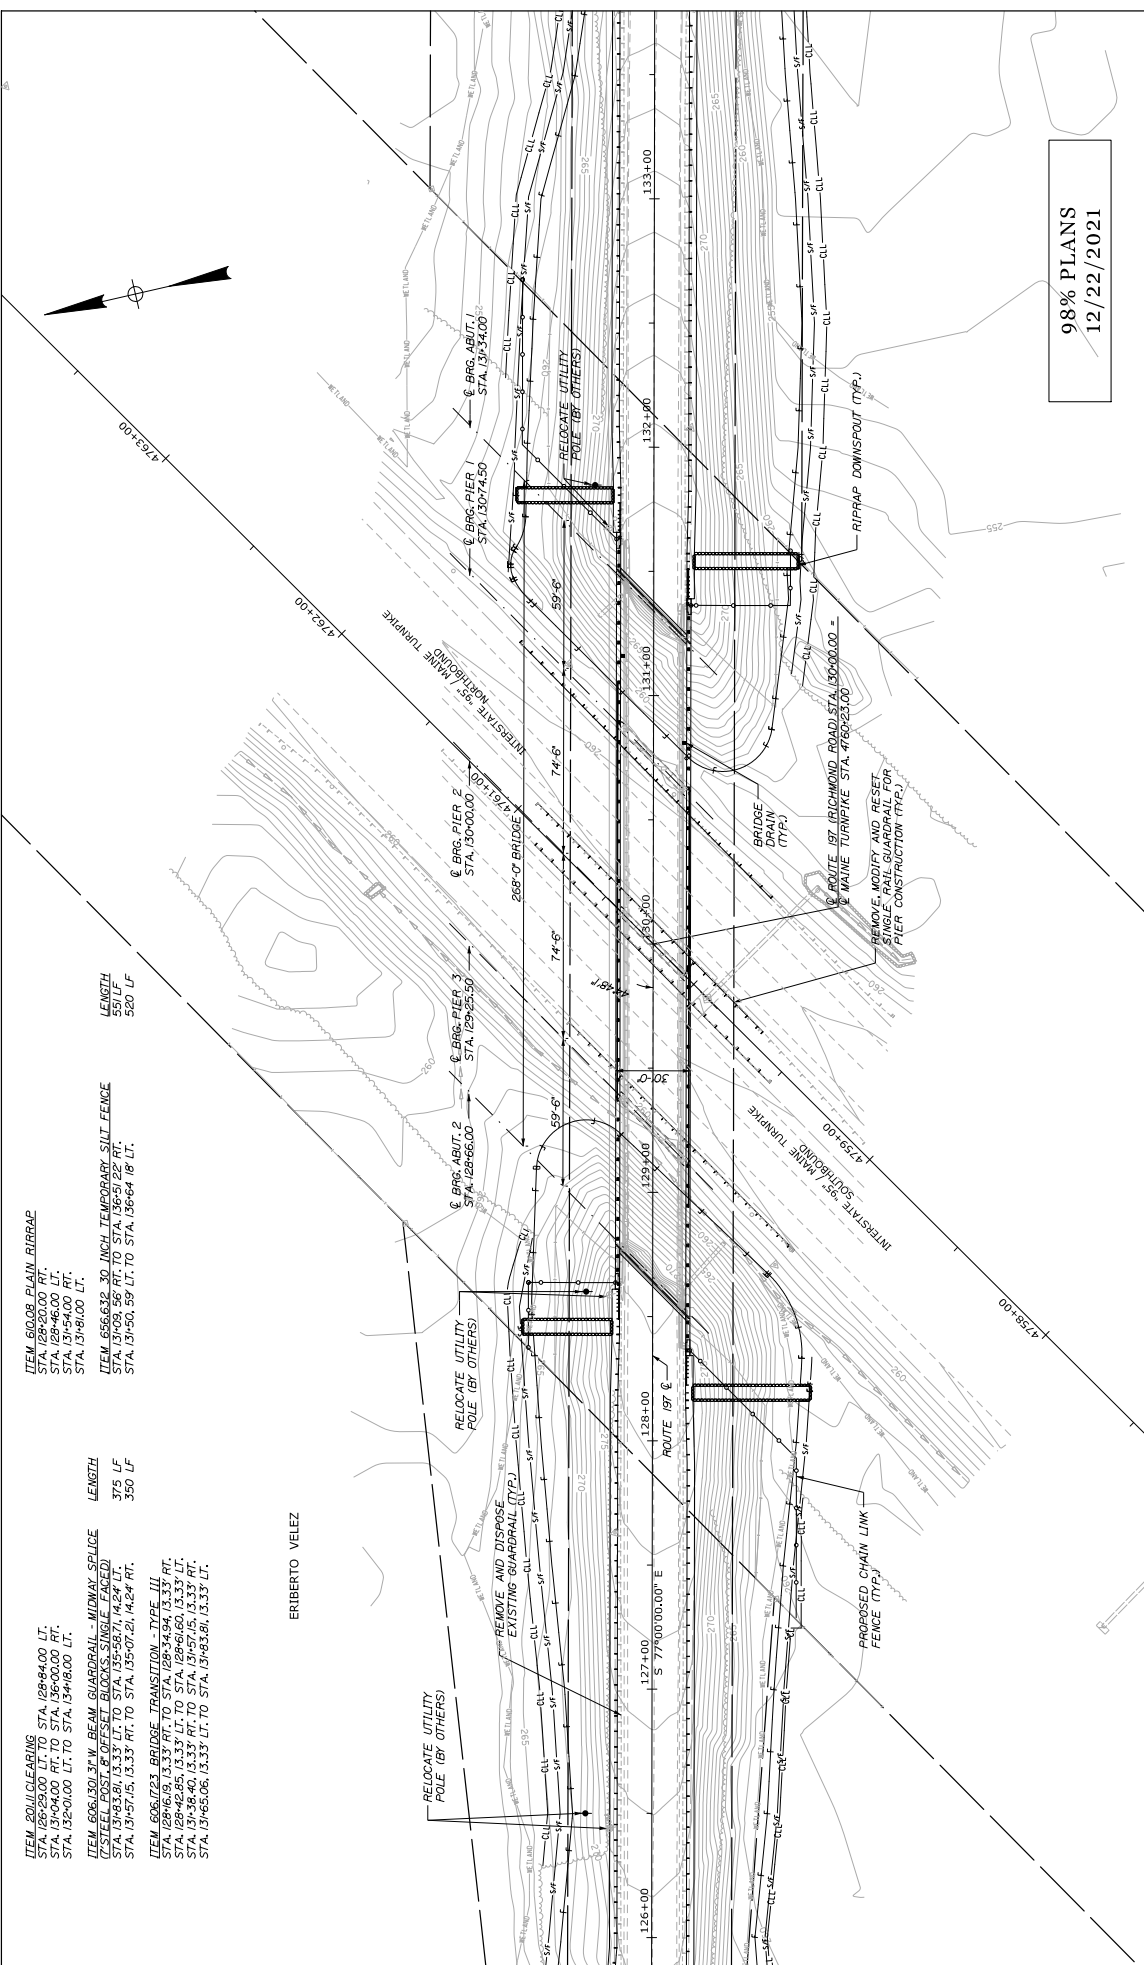 ITEM 201.11 CLEARING
STA. 126+29.00 LT. TO STA. 128+84.00 LT.
STA. 131+04.00 RT. TO STA. 136+00.00 RT.
STA. 132+01.00 LT. TO STA. 134+18.00 LT.
ITEM 606.1301 31" W BEAM GUARDRAIL - MIDWAY SPLICE
(7' STEEL POST, 8" OFFSET BLOCKS, SINGLE FACED)
LENGTH
STA. 131+83.81, 13.33' LT. TO STA. 135+58.71, 14.24' LT.
375 LF
STA. 131+57.15, 13.33' RT. TO STA. 135+07.21, 14.24' RT.
350 LF
ITEM 606.1723 BRIDGE TRANSITION - TYPE III
STA. 128+16.19, 13.33' RT. TO STA. 128+34.94, 13.33' RT.
STA. 128+42.85, 13.33' LT. TO STA. 128+61.60, 13.33' LT.
STA. 131+38.40, 13.33' RT. TO STA. 131+57.15, 13.33' RT.
STA. 131+65.06, 13.33' LT. TO STA. 131+83.81, 13.33' LT.
ITEM 610.08 PLAIN RIRRAP
STA. 128+20.00 RT.
STA. 128+46.00 LT.
STA. 131+54.00 RT.
STA. 131+81.00 LT.
ITEM 656.632 30 INCH TEMPORARY SILT FENCE
LENGTH
STA. 131+09, 56' RT. TO STA. 136+51 22' RT.
551 LF
STA. 131+50, 59' LT. TO STA. 136+64 18' LT.
520 LF
ERIBERTO VELEZ
RELOCATE UTILITY
POLE (BY OTHERS)
REMOVE AND DISPOSE
EXISTING GUARDRAIL (TYP.)
RELOCATE UTILITY
POLE (BY OTHERS)
℄ BRG. ABUT. 2
STA. 128+66.00
℄ BRG. PIER 3
STA. 129+25.50
℄ BRG. PIER 2
STA. 130+00.00
℄ BRG. PIER 1
STA. 130+74.50
℄ BRG. ABUT. 1
STA. 131+34.00
268'-0" BRIDGE
59'-6"
74'-6"
74'-6"
59'-6"
RELOCATE UTILITY
POLE (BY OTHERS)
INTERSTATE "95" / MAINE TURNPIKE
NORTHBOUND
INTERSTATE "95" / MAINE TURNPIKE
SOUTHBOUND
4758+00
4759+00
4761+00
4762+00
4763+00
126+00
127+00
128+00
129+00
130+00
131+00
132+00
133+00
S 77°00'00.00" E
ROUTE 197 ℄
30'-0"
PROPOSED CHAIN LINK
FENCE (TYP.)
BRIDGE
DRAIN
(TYP.)
℄ ROUTE 197 (RICHMOND ROAD) STA. 130+00.00 =
℄ MAINE TURNPIKE STA. 4760+23.00
REMOVE, MODIFY AND RESET
SINGLE RAIL GUARDRAIL FOR
PIER CONSTRUCTION (TYP.)
RIPRAP DOWNSPOUT (TYP.)
98% PLANS
12/22/2021